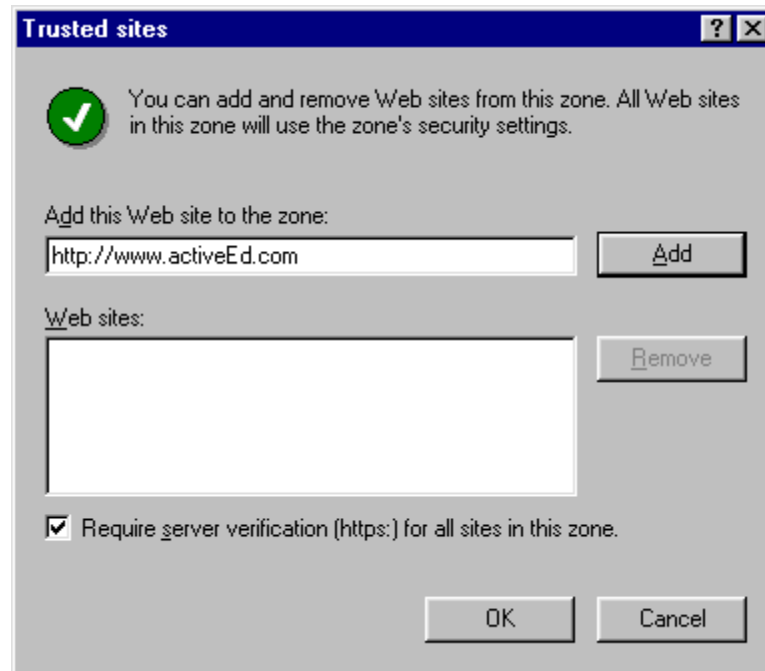 Trusted sites
You can add and remove Web sites from this zone. All Web sites
in this zone will use the zone's security settings.
Add this Web site to the zone:
http://www.activeEd.com
Add
Web sites:
Remove
Require server verification (https:) for all sites in this zone.
OK
Cancel